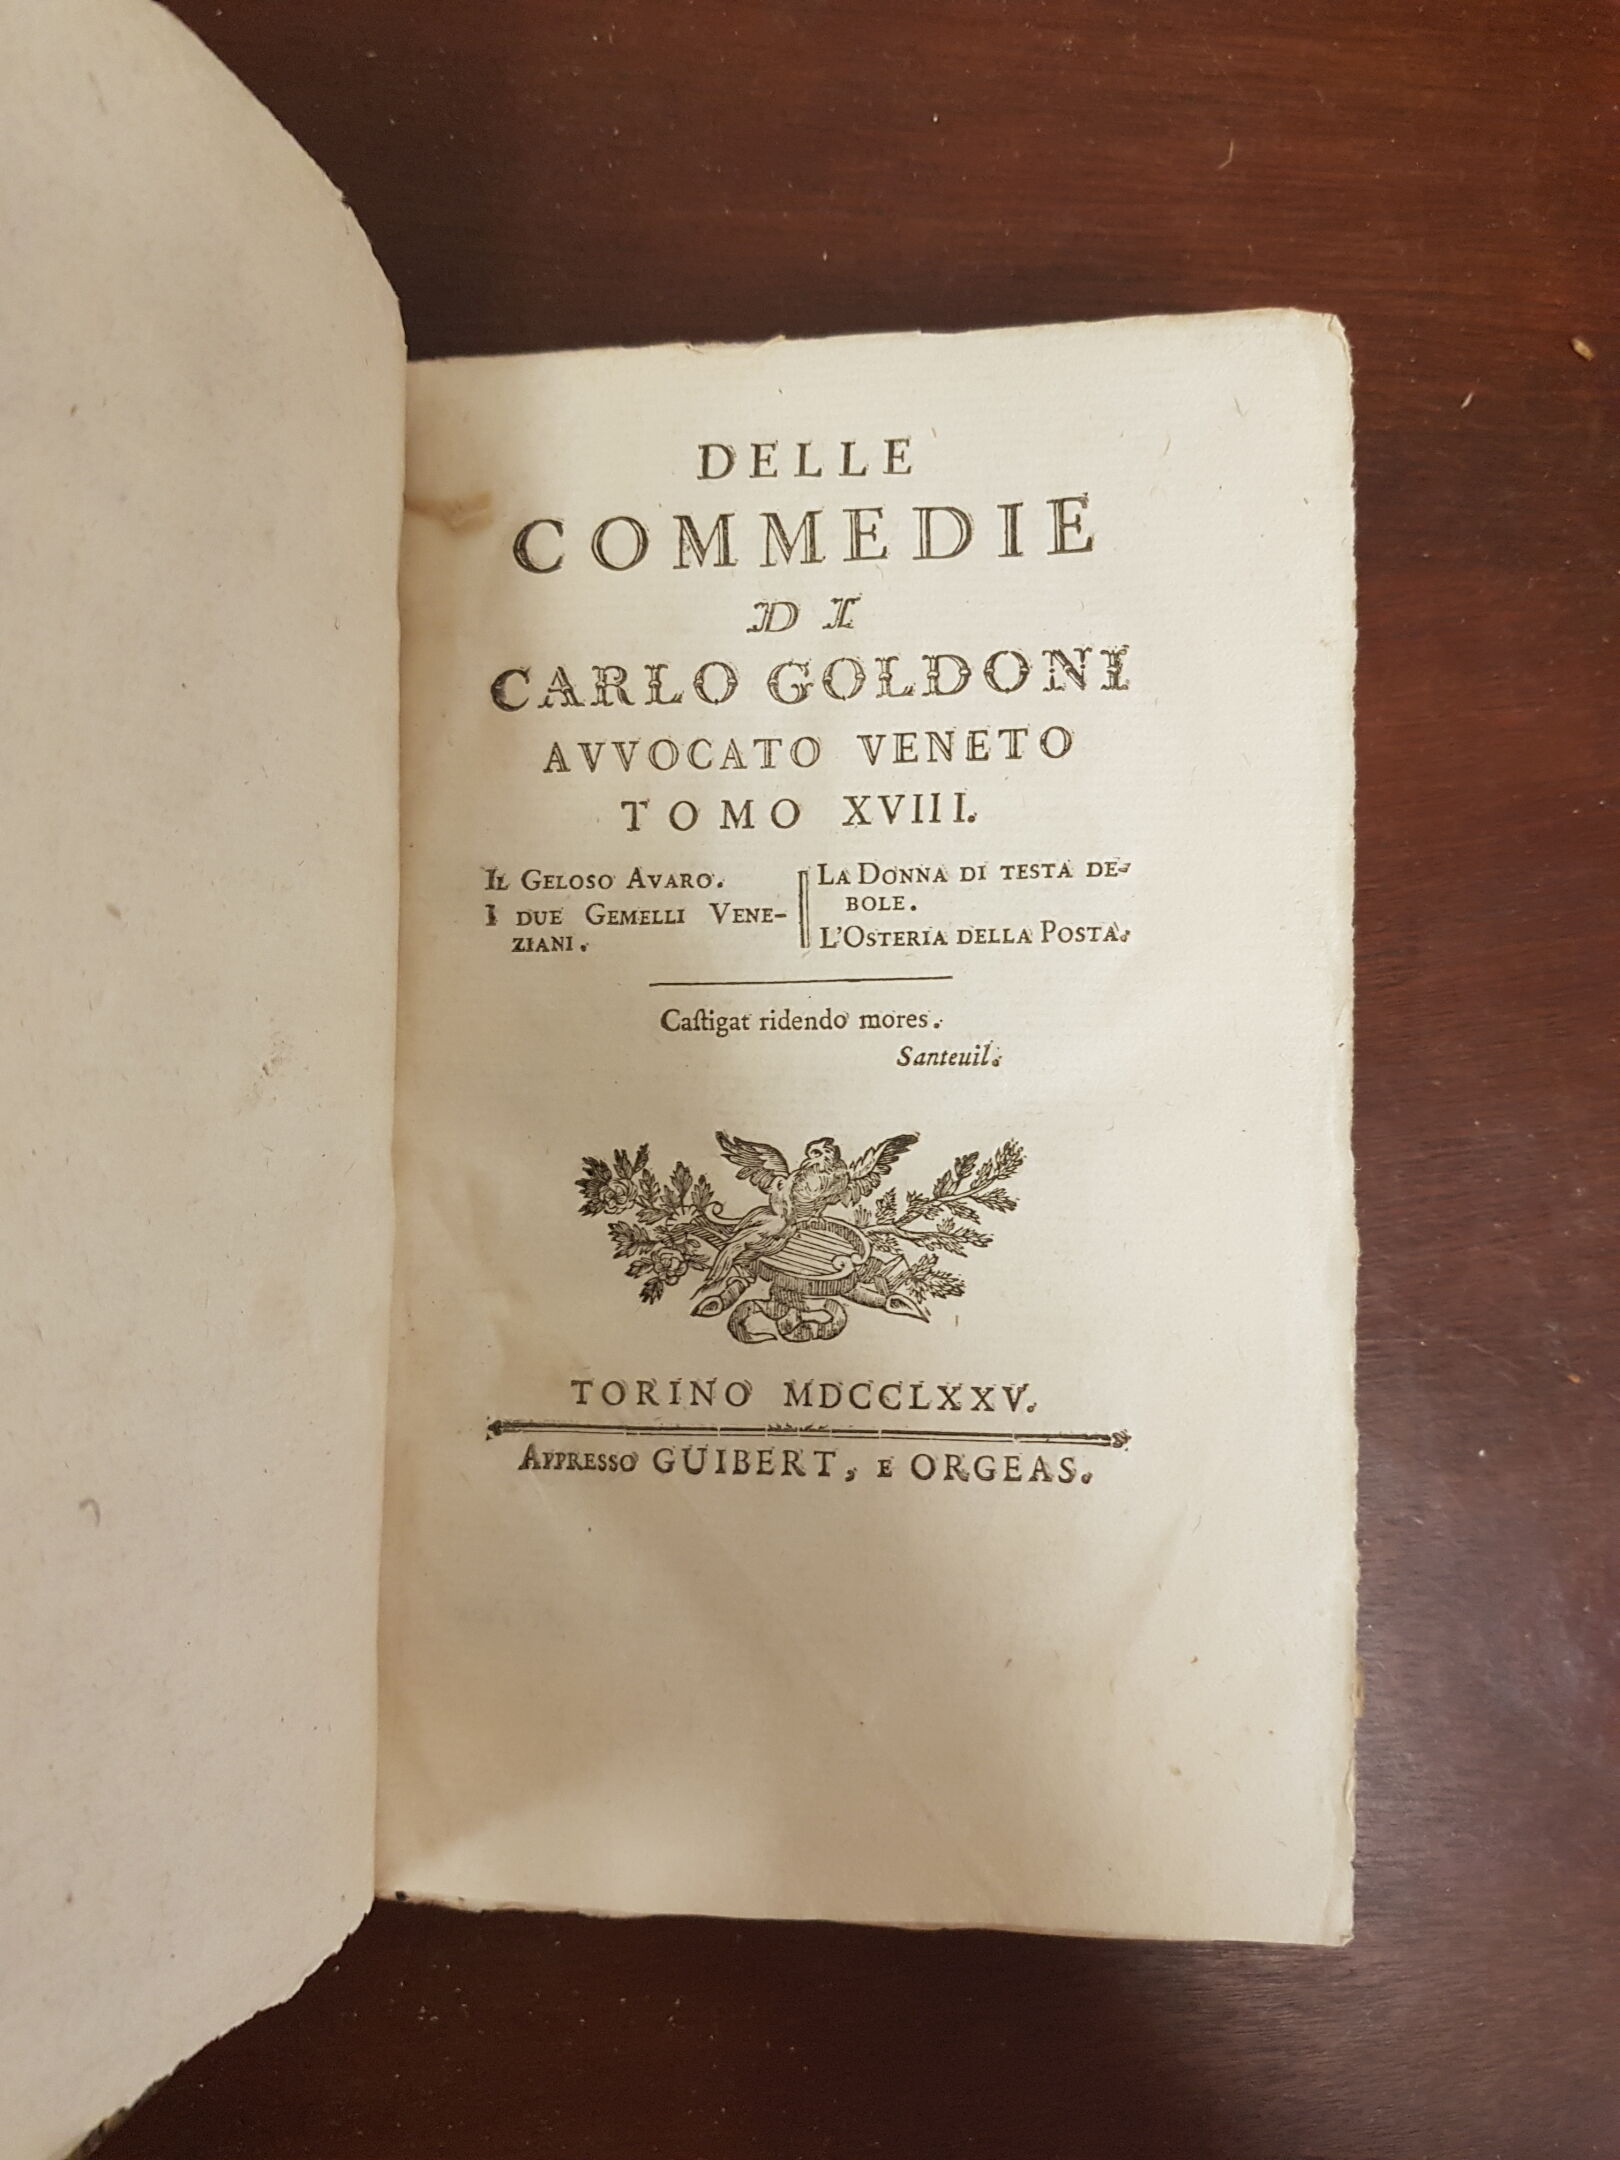 DELLE
COMMEDIE
DI
CARLO GOLDONI
AVVOCATO VENETO
TOMO XVIII.
IL GELOSO AVARO.
I DUE GEMELLI VENE-
ZIANI.
LA DONNA DI TESTA DE-
BOLE.
L'OSTERIA DELLA POSTA.
Caſtigat ridendo mores.
Santeuil.
TORINO MDCCLXXV.
APPRESSO GUIBERT, E ORGEAS.